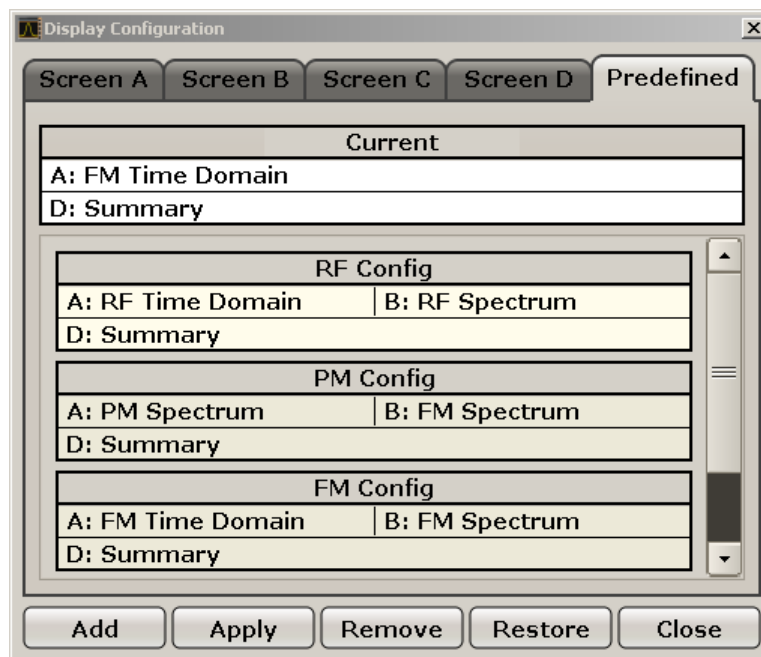 Display Configuration
Screen A Screen B Screen C Screen D Predefined
Current
A: FM Time Domain
D: Summary
RF Config
A: RF Time Domain B: RF Spectrum
D: Summary
PM Config
A: PM Spectrum B: FM Spectrum
D: Summary
FM Config
A: FM Time Domain B: FM Spectrum
D: Summary
Add Apply Remove Restore Close